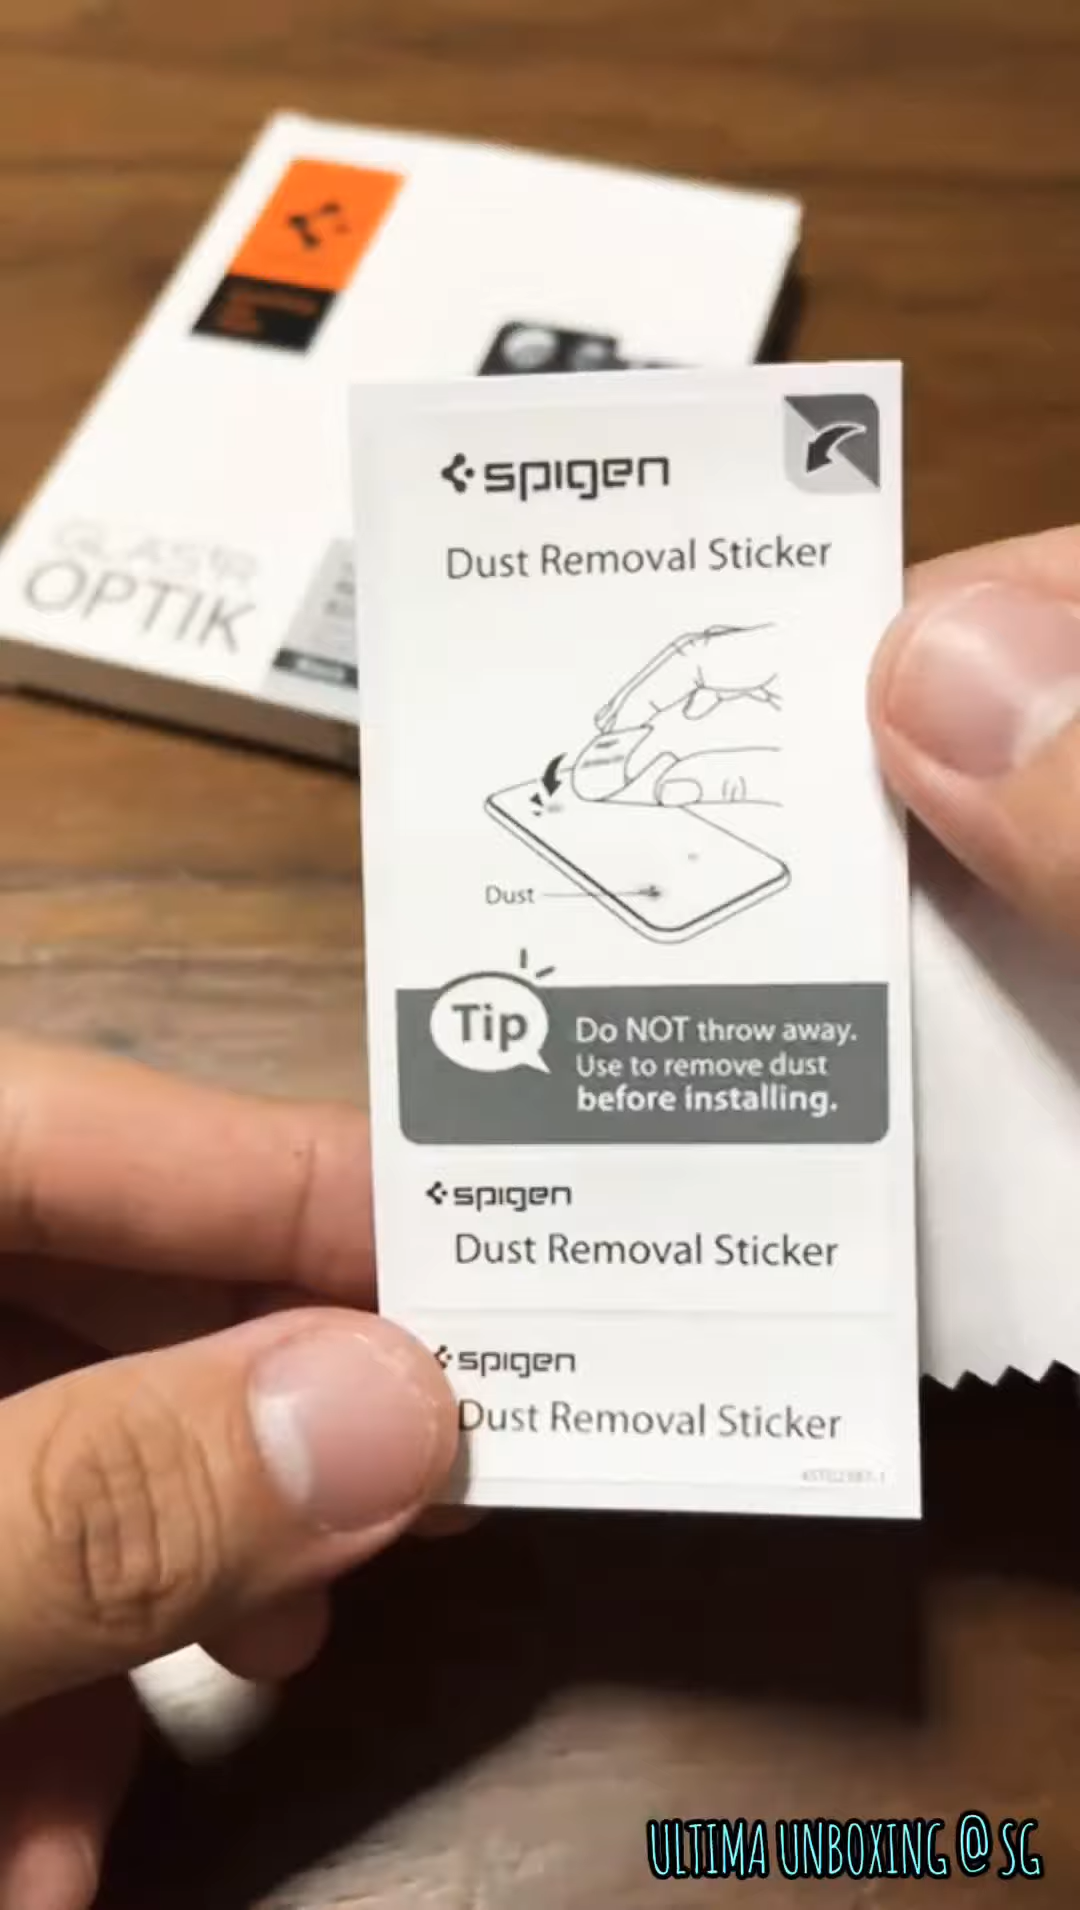 GLAStR
OPTIK
spigen
Dust Removal Sticker
Dust
Tip
Do NOT throw away.
Use to remove dust
before installing.
spigen
Dust Removal Sticker
spigen
Dust Removal Sticker
ULTIMA UNBOXING @ SG